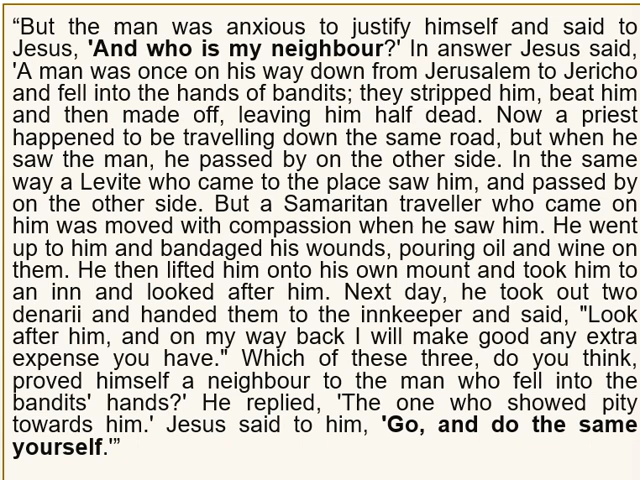 “But the man was anxious to justify himself and said to
Jesus, 'And who is my neighbour?' In answer Jesus said,
'A man was once on his way down from Jerusalem to Jericho
and fell into the hands of bandits; they stripped him, beat him
and then made off, leaving him half dead. Now a priest
happened to be travelling down the same road, but when he
saw the man, he passed by on the other side. In the same
way a Levite who came to the place saw him, and passed by
on the other side. But a Samaritan traveller who came on
him was moved with compassion when he saw him. He went
up to him and bandaged his wounds, pouring oil and wine on
them. He then lifted him onto his own mount and took him to
an inn and looked after him. Next day, he took out two
denarii and handed them to the innkeeper and said, "Look
after him, and on my way back I will make good any extra
expense you have." Which of these three, do you think,
proved himself a neighbour to the man who fell into the
bandits' hands?' He replied, 'The one who showed pity
towards him.' Jesus said to him, 'Go, and do the same
yourself.'”